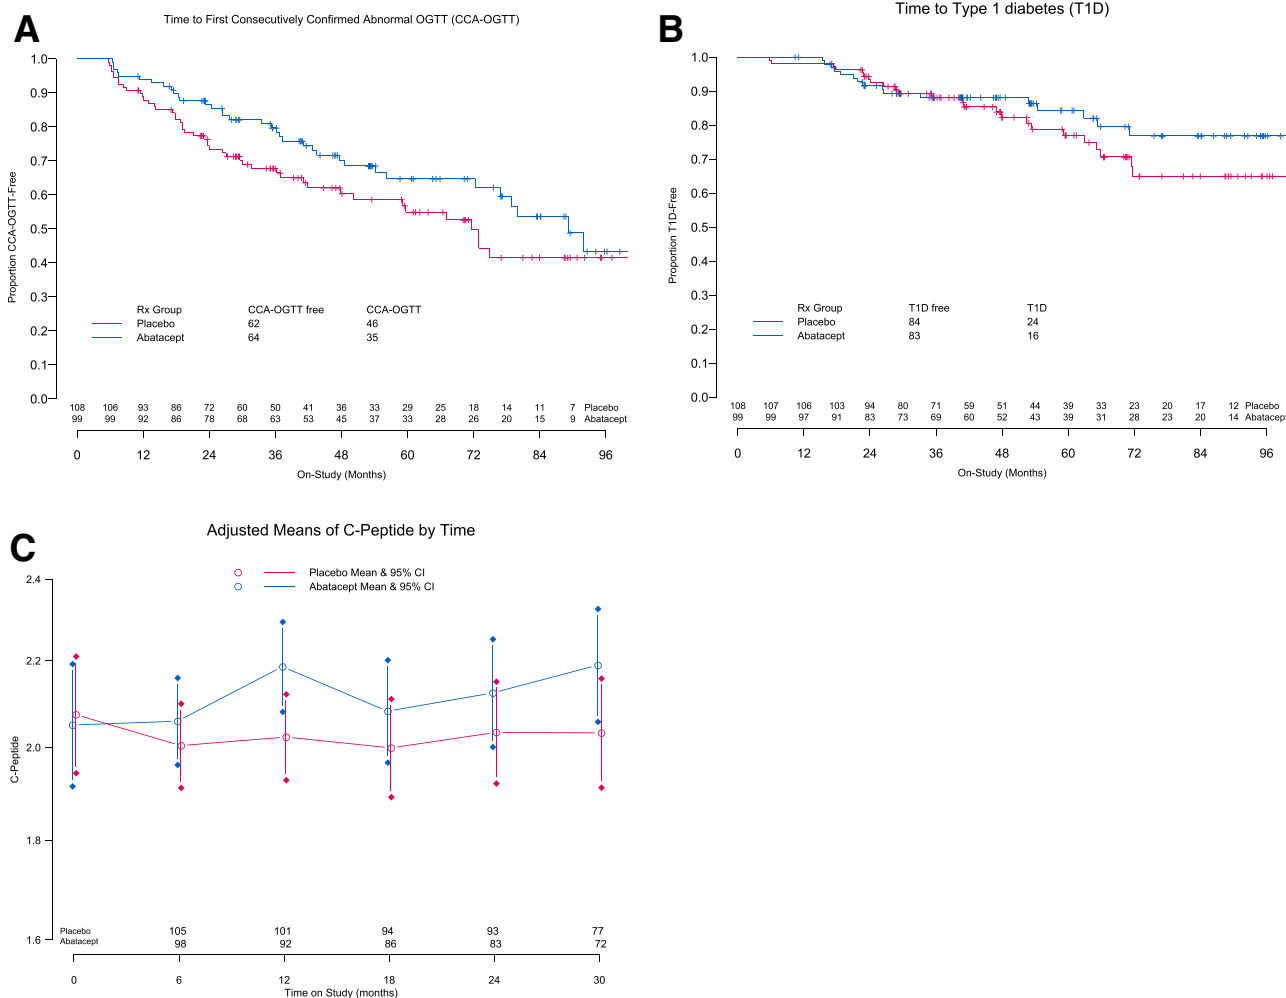 A
Time to First Consecutively Confirmed Abnormal OGTT (CCA-OGTT)
Proportion CCA-OGTT-Free
1.0
0.9
0.8
0.7
0.6
0.5
0.4
0.3
0.2
0.1
0.0
Rx Group CCA-OGTT free CCA-OGTT
Placebo 62 46
Abatacept 64 35
108 106 93 86 72 60 50 41 36 33 29 25 18 14 11 7 Placebo
99 99 92 86 78 68 63 53 45 37 33 28 26 20 15 9 Abatacept
0 12 24 36 48 60 72 84 96
On-Study (Months)
B
Time to Type 1 diabetes (T1D)
Proportion T1D-Free
1.0
0.9
0.8
0.7
0.6
0.5
0.4
0.3
0.2
0.1
0.0
Rx Group T1D free T1D
Placebo 84 24
Abatacept 83 16
108 107 106 103 94 80 71 59 51 44 39 33 23 20 17 12 Placebo
99 99 97 91 83 73 69 60 52 43 39 31 28 23 20 14 Abatacept
0 12 24 36 48 60 72 84 96
On-Study (Months)
C
Adjusted Means of C-Peptide by Time
Placebo Mean & 95% CI
Abatacept Mean & 95% CI
C-Peptide
2.4
2.2
2.0
1.8
1.6
Placebo 105 101 94 93 77
Abatacept 98 92 86 83 72
0 6 12 18 24 30
Time on Study (months)